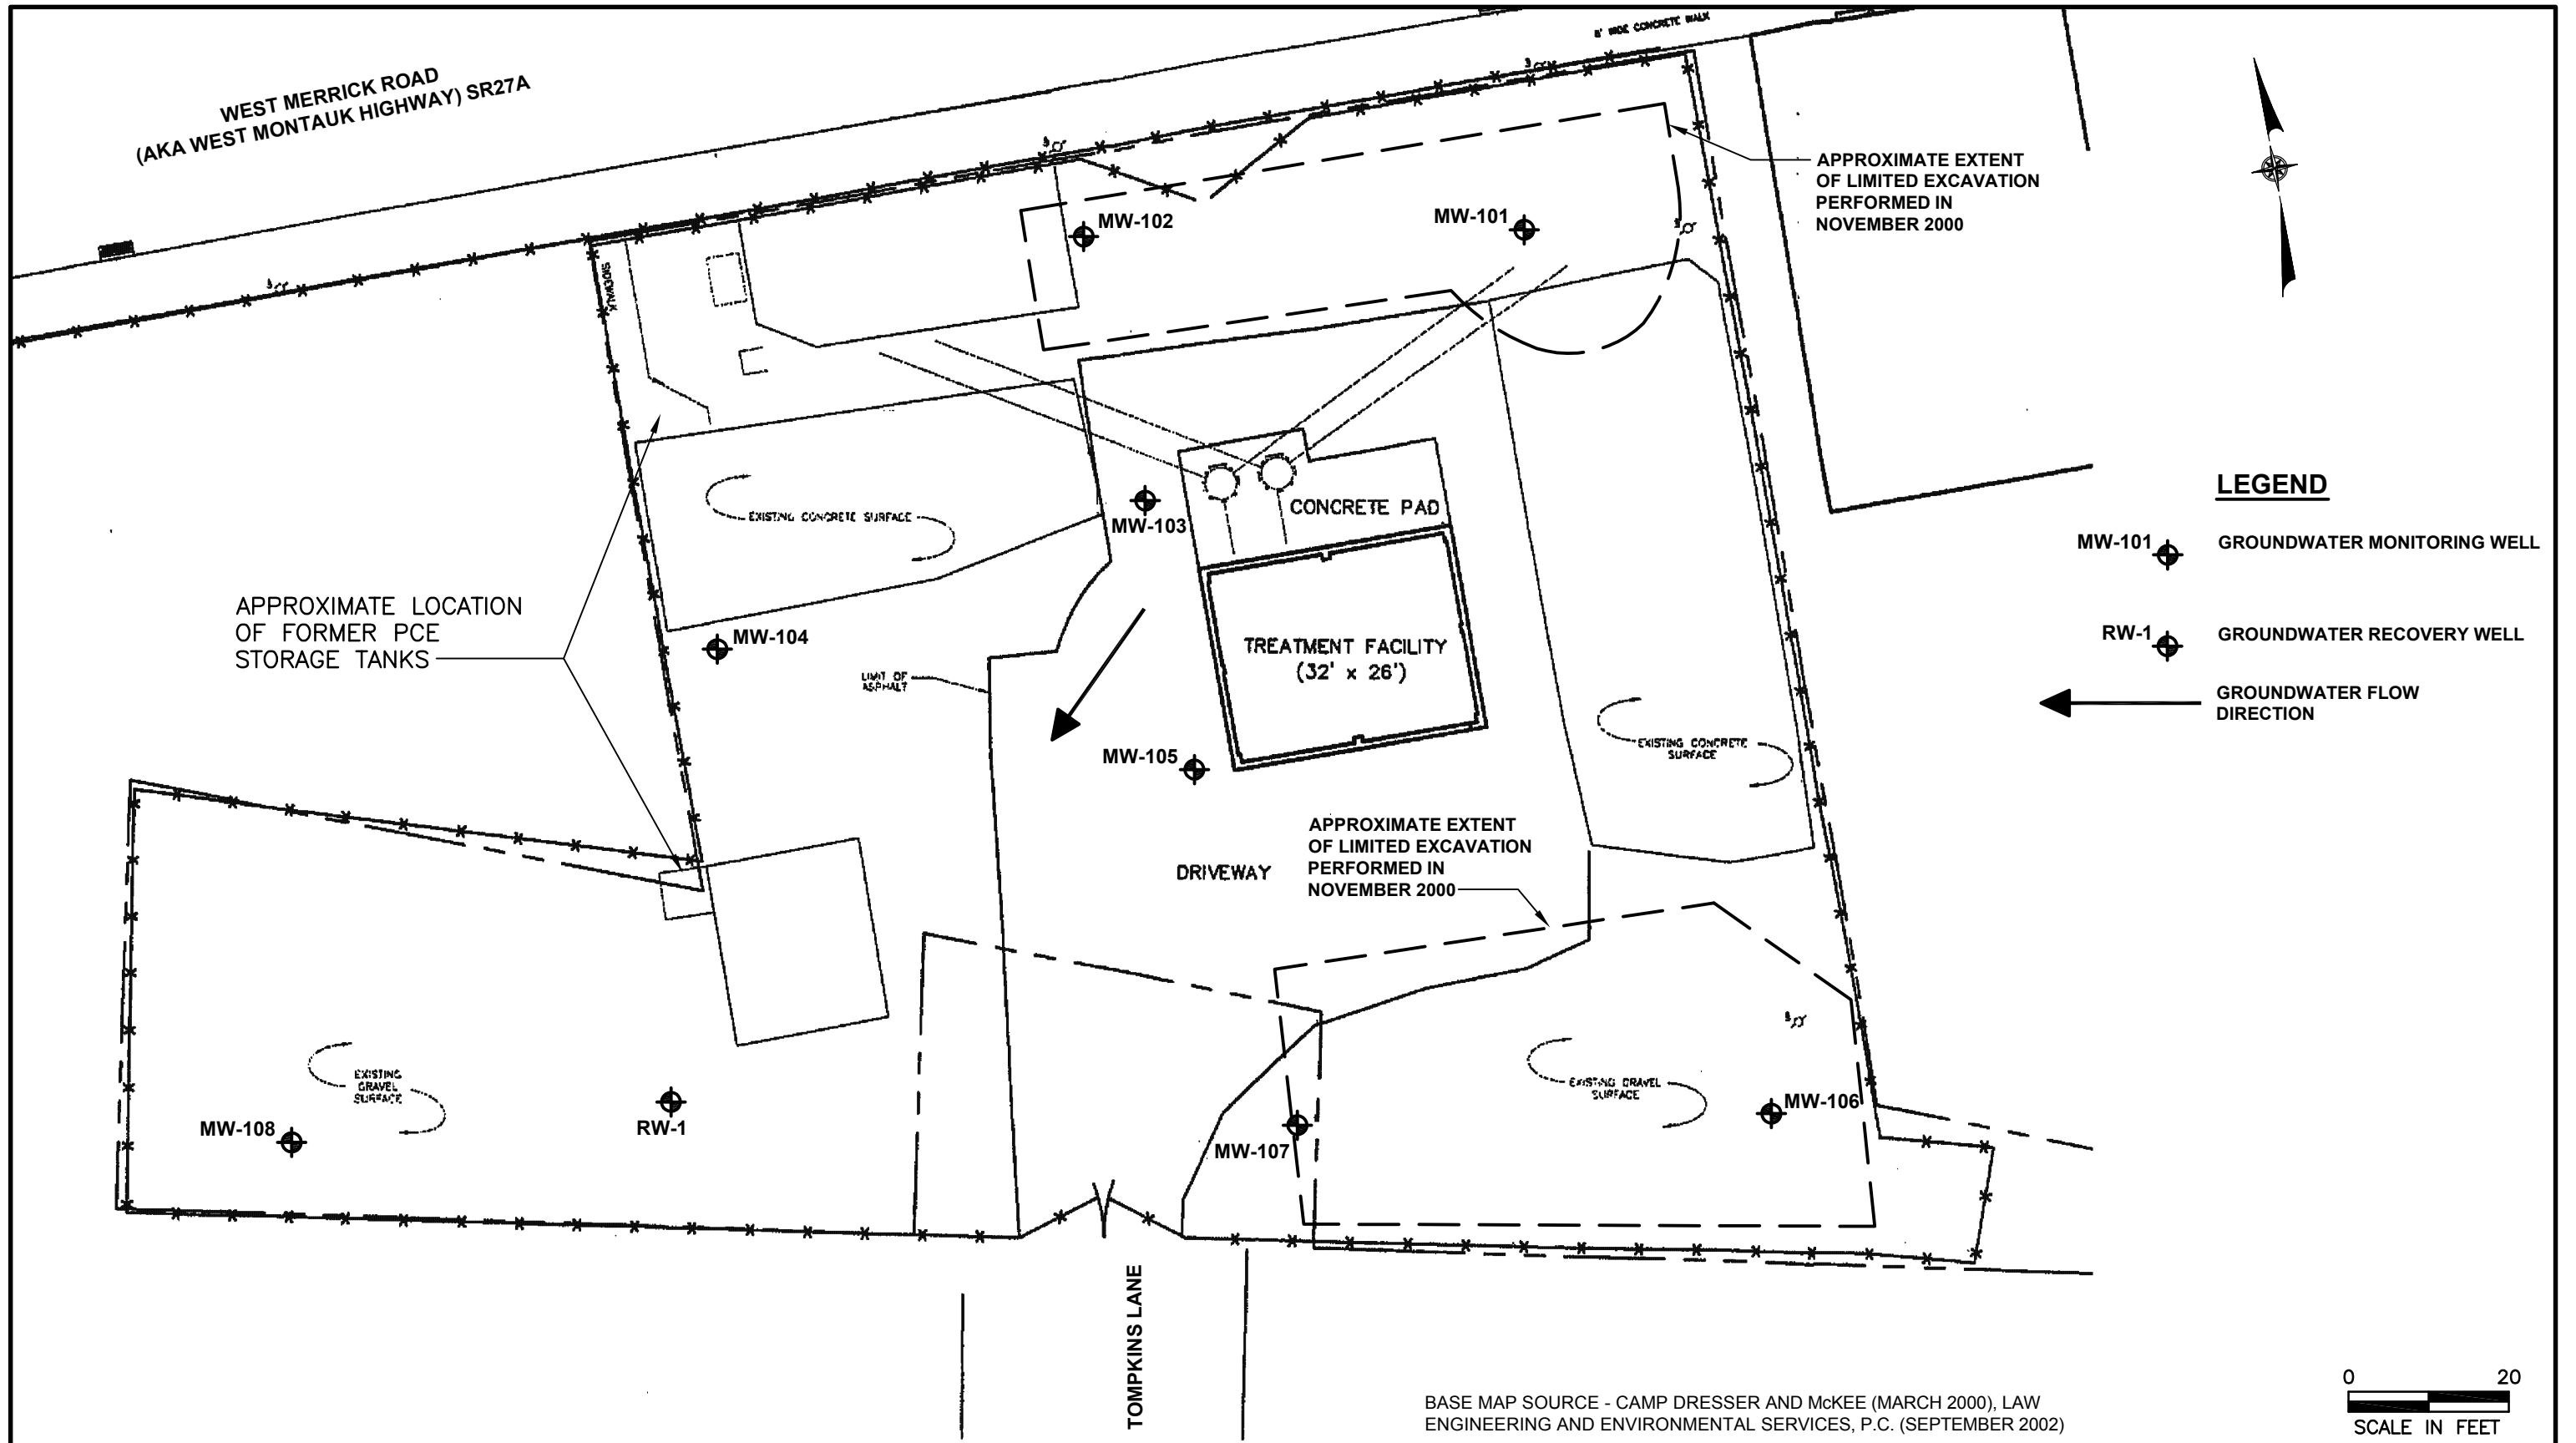 8' WIDE CONCRETE WALK
WEST MERRICK ROAD
(AKA WEST MONTAUK HIGHWAY) SR27A
APPROXIMATE EXTENT
OF LIMITED EXCAVATION
PERFORMED IN
NOVEMBER 2000
MW-102
MW-101
SIDEWALK
LEGEND
MW-101
GROUNDWATER MONITORING WELL
RW-1
GROUNDWATER RECOVERY WELL
GROUNDWATER FLOW
DIRECTION
EXISTING CONCRETE SURFACE
MW-103
CONCRETE PAD
APPROXIMATE LOCATION
OF FORMER PCE
STORAGE TANKS
MW-104
TREATMENT FACILITY
(32' x 26')
LIMIT OF
ASPHALT
MW-105
EXISTING CONCRETE
SURFACE
APPROXIMATE EXTENT
OF LIMITED EXCAVATION
PERFORMED IN
NOVEMBER 2000
DRIVEWAY
EXISTING
GRAVEL
SURFACE
MW-108
RW-1
MW-107
EXISTING GRAVEL
SURFACE
MW-106
TOMPKINS LANE
BASE MAP SOURCE - CAMP DRESSER AND McKEE (MARCH 2000), LAW
ENGINEERING AND ENVIRONMENTAL SERVICES, P.C. (SEPTEMBER 2002)
0 20
SCALE IN FEET